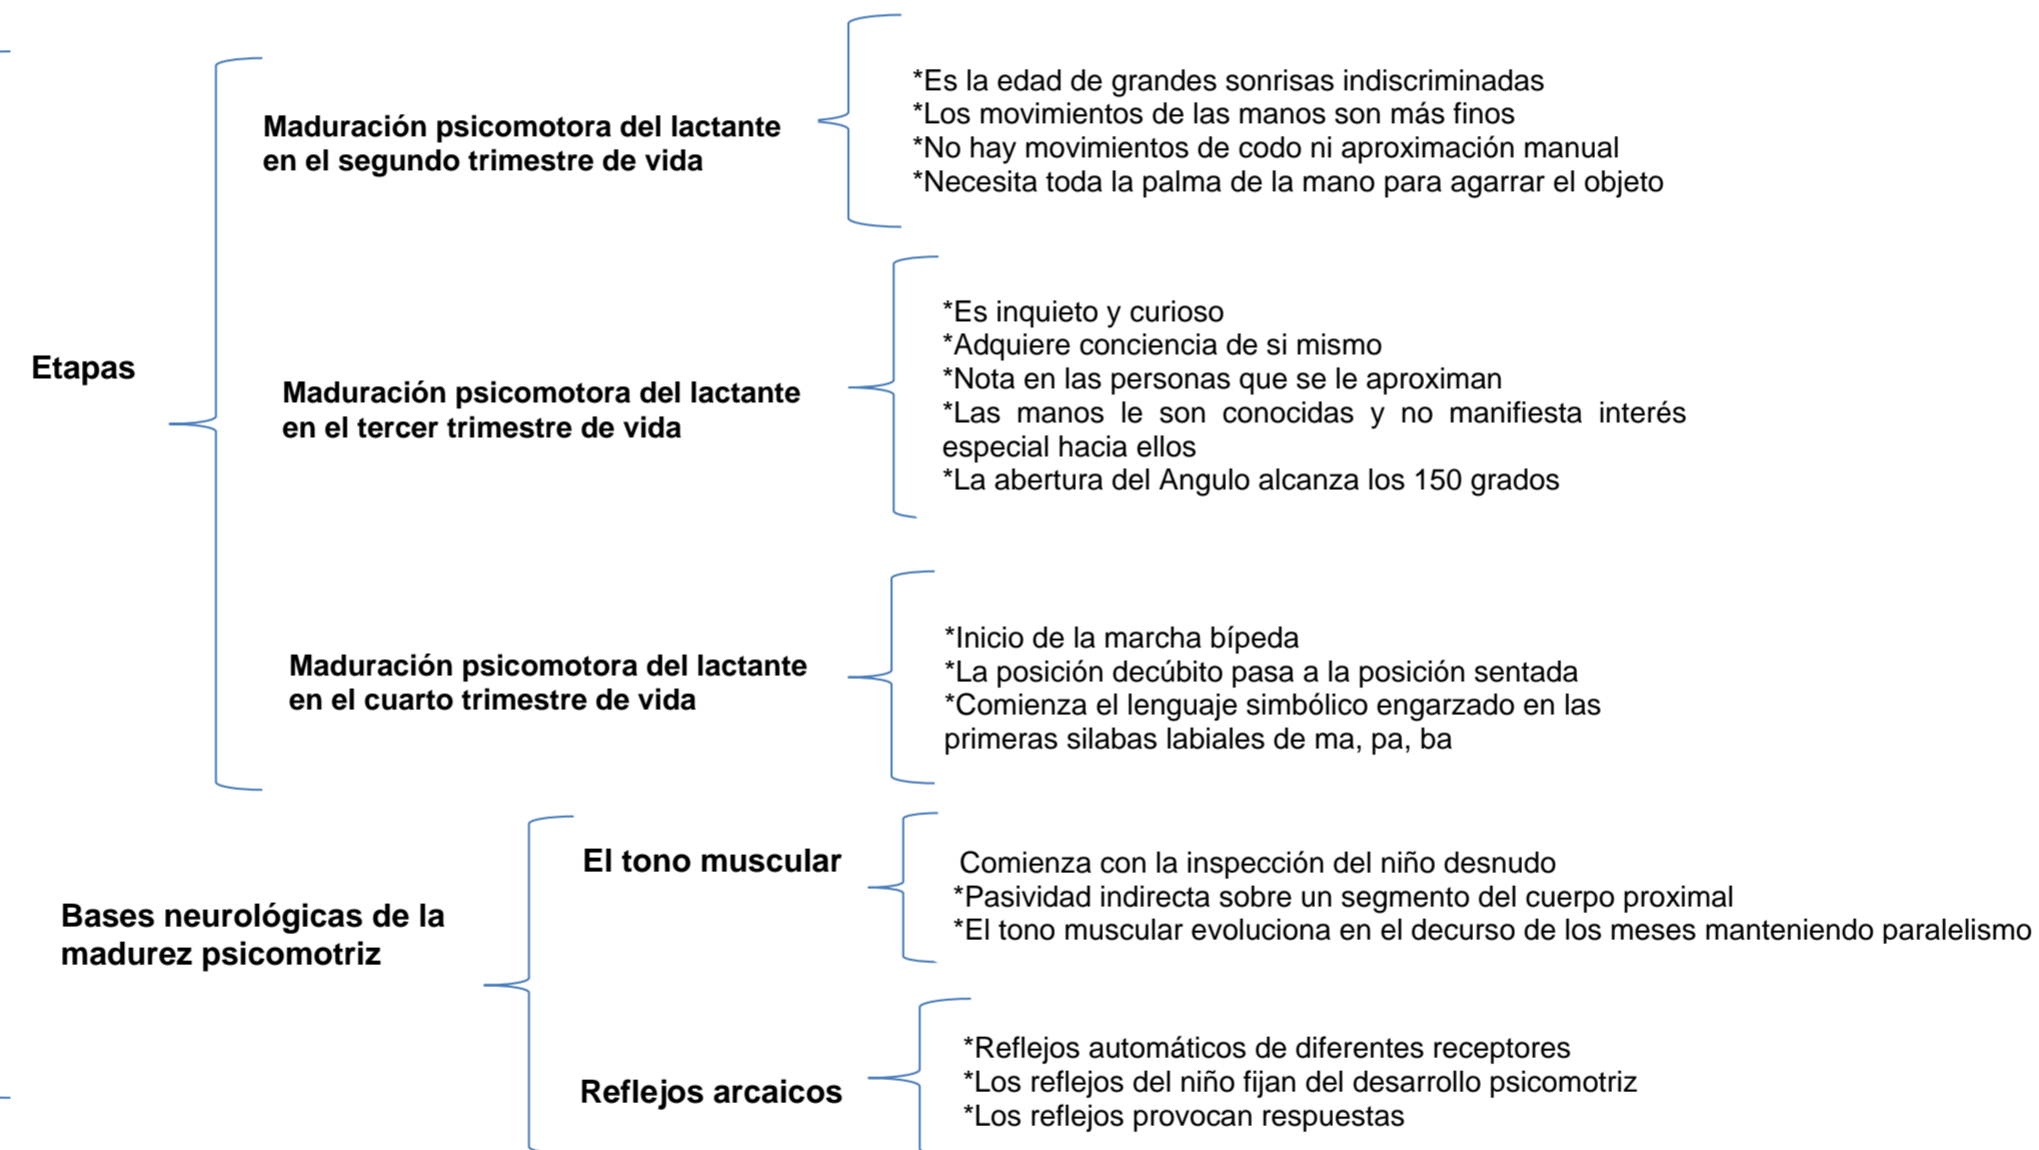 Etapas
Maduración psicomotora del lactante
en el segundo trimestre de vida
*Es la edad de grandes sonrisas indiscriminadas
*Los movimientos de las manos son más finos
*No hay movimientos de codo ni aproximación manual
*Necesita toda la palma de la mano para agarrar el objeto
Maduración psicomotora del lactante
en el tercer trimestre de vida
*Es inquieto y curioso
*Adquiere conciencia de si mismo
*Nota en las personas que se le aproximan
*Las manos le son conocidas y no manifiesta interés
especial hacia ellos
*La abertura del Angulo alcanza los 150 grados
Maduración psicomotora del lactante
en el cuarto trimestre de vida
*Inicio de la marcha bípeda
*La posición decúbito pasa a la posición sentada
*Comienza el lenguaje simbólico engarzado en las
primeras silabas labiales de ma, pa, ba
Bases neurológicas de la
madurez psicomotriz
El tono muscular
Comienza con la inspección del niño desnudo
*Pasividad indirecta sobre un segmento del cuerpo proximal
*El tono muscular evoluciona en el decurso de los meses manteniendo paralelismo
Reflejos arcaicos
*Reflejos automáticos de diferentes receptores
*Los reflejos del niño fijan del desarrollo psicomotriz
*Los reflejos provocan respuestas